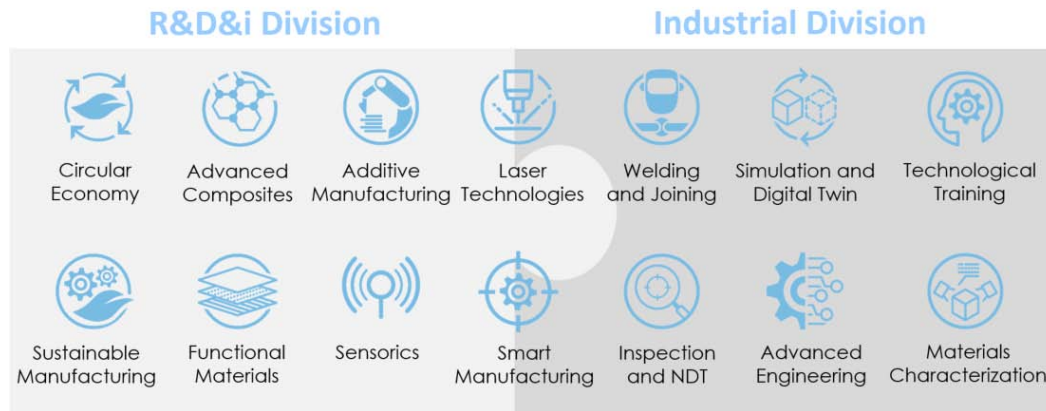 R&D&i Division
Industrial Division
Circular
Economy
Advanced
Composites
Additive
Manufacturing
Laser
Technologies
Welding
and Joining
Simulation and
Digital Twin
Technological
Training
Sustainable
Manufacturing
Functional
Materials
Sensorics
Smart
Manufacturing
Inspection
and NDT
Advanced
Engineering
Materials
Characterization